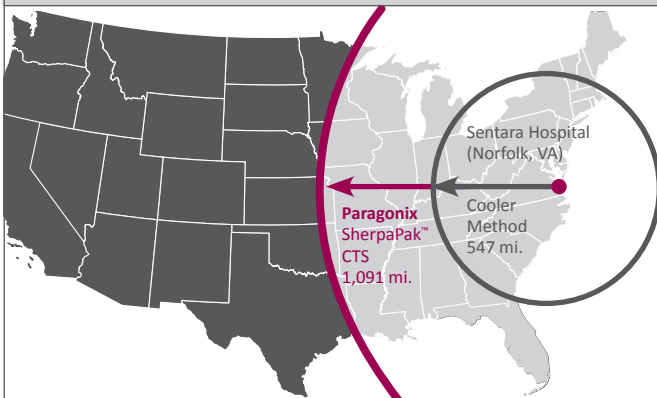 Sentara Hospital
(Norfolk, VA)
Cooler
Method
547 mi.
Paragonix
SherpaPak™
CTS
1,091 mi.